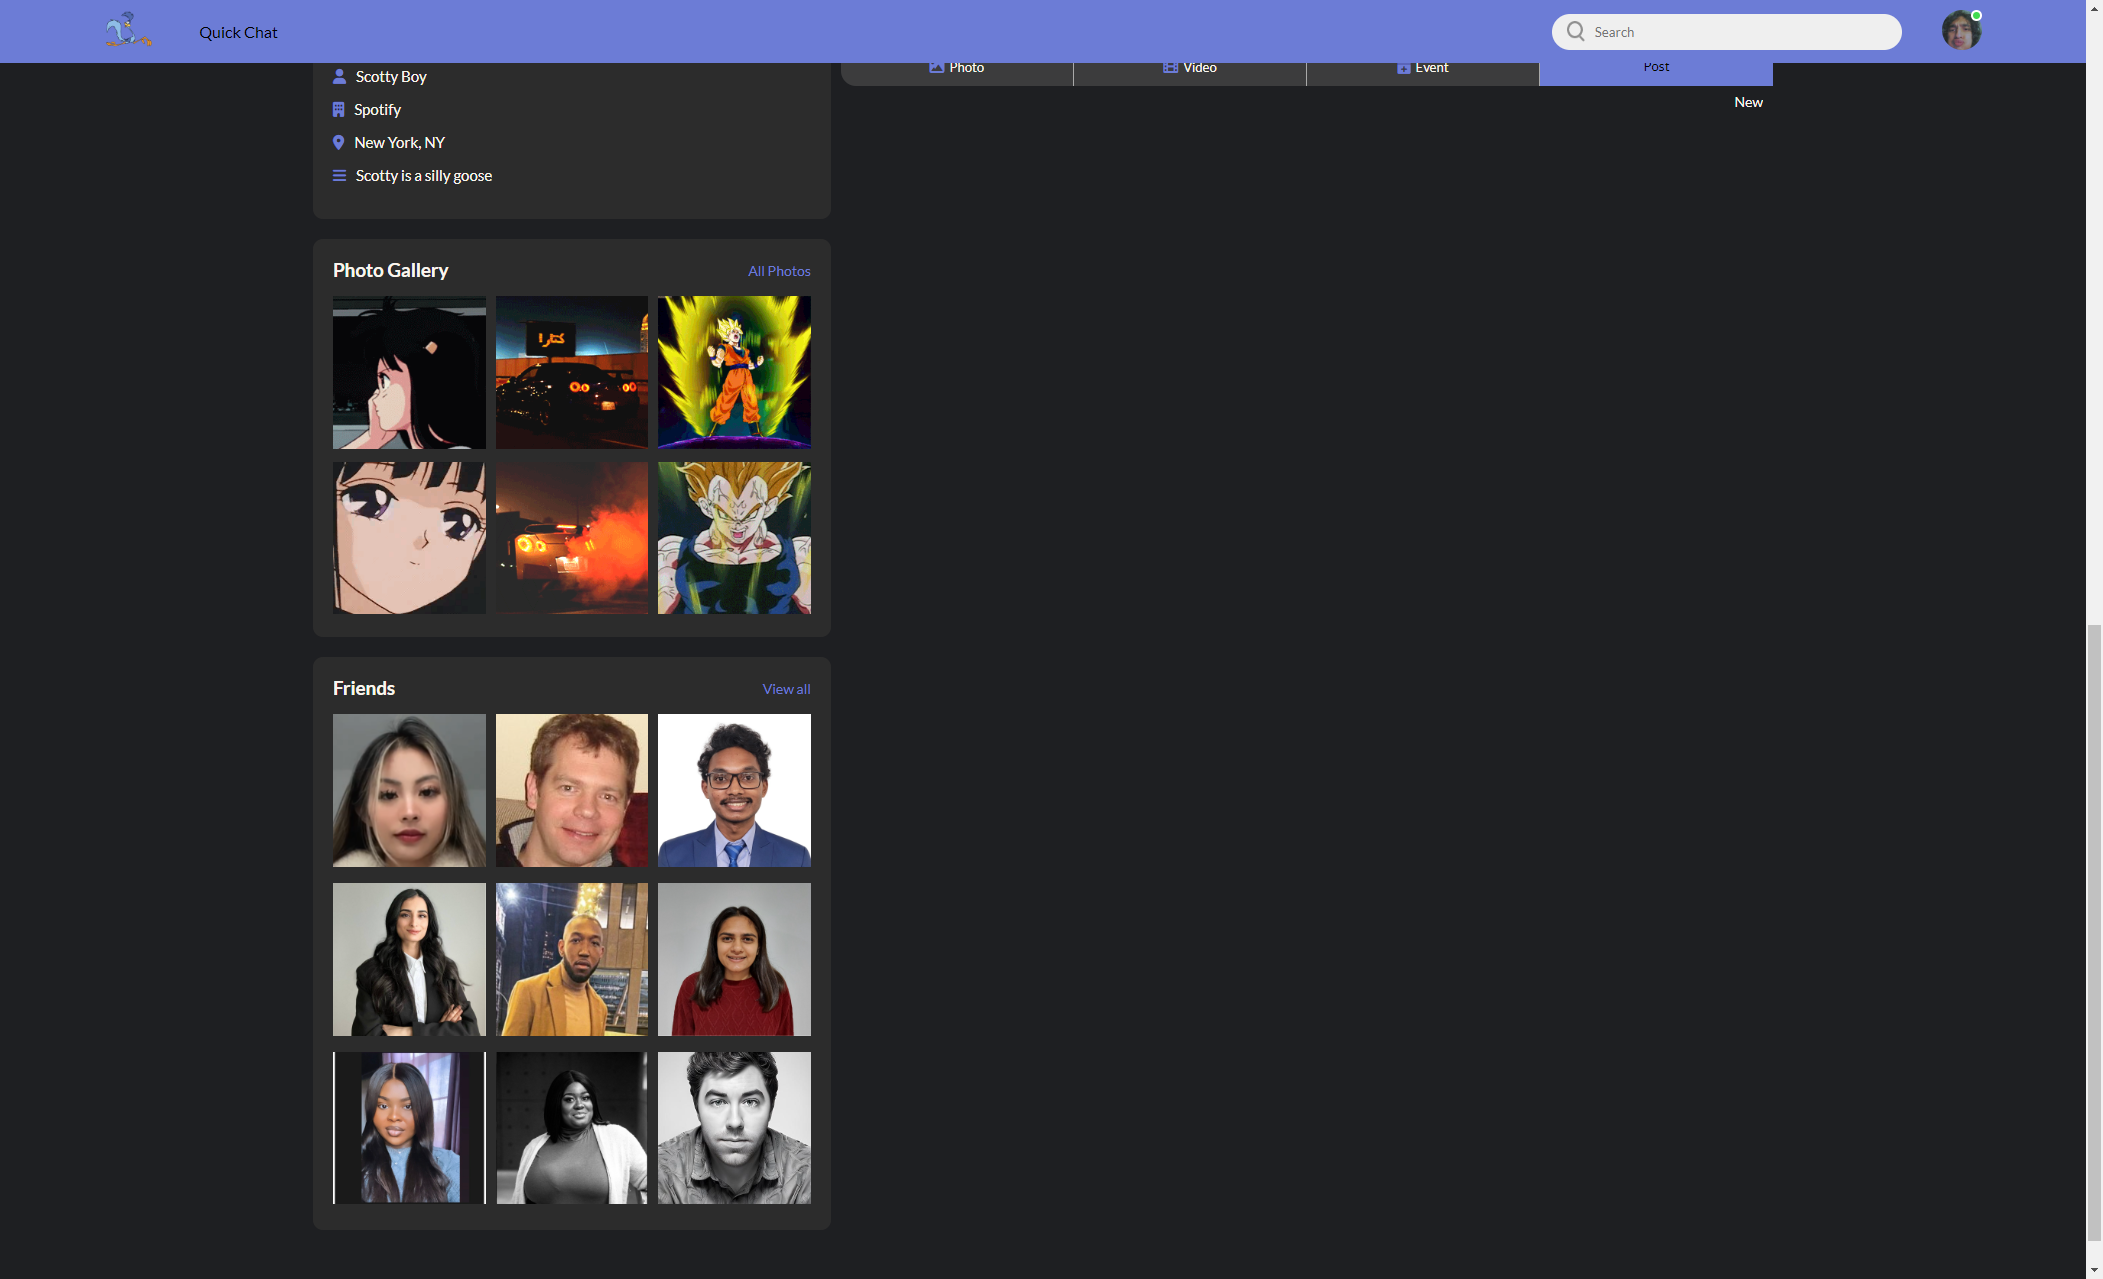 Quick Chat
Search
Scotty Boy
Spotify
New York, NY
Scotty is a silly goose
Photo
Video
Event
Post
New
Photo Gallery
All Photos
كتارا
Friends
View all